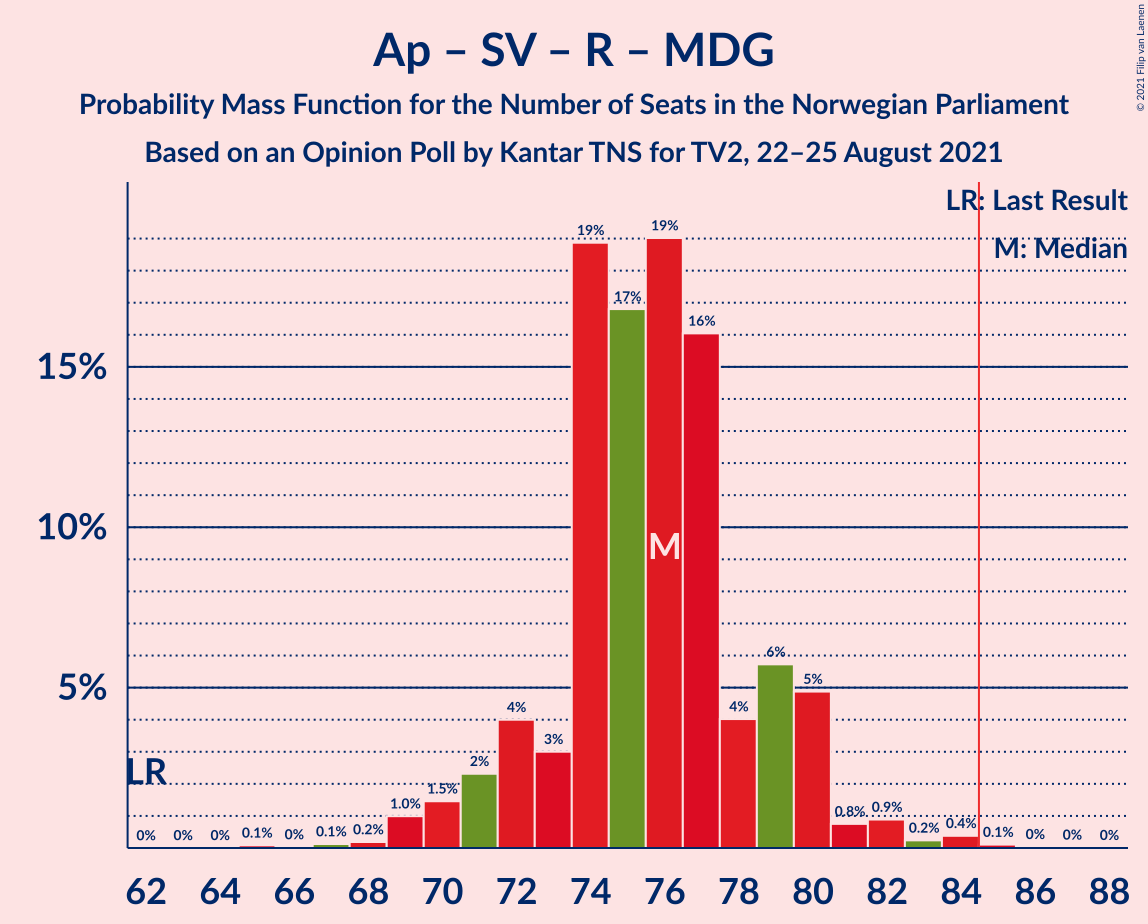 Ap – SV – R – MDG
Probability Mass Function for the Number of Seats in the Norwegian Parliament
Based on an Opinion Poll by Kantar TNS for TV2, 22–25 August 2021
© 2021 Filip van Laenen
LR: Last Result
M: Median
15%
10%
5%
LR
M
0% 0% 0% 0.1% 0% 0.1% 0.2% 1.0% 1.5% 2% 4% 3% 19% 17% 19% 16% 4% 6% 5% 0.8% 0.9% 0.2% 0.4% 0.1% 0% 0% 0%
62 64 66 68 70 72 74 76 78 80 82 84 86 88